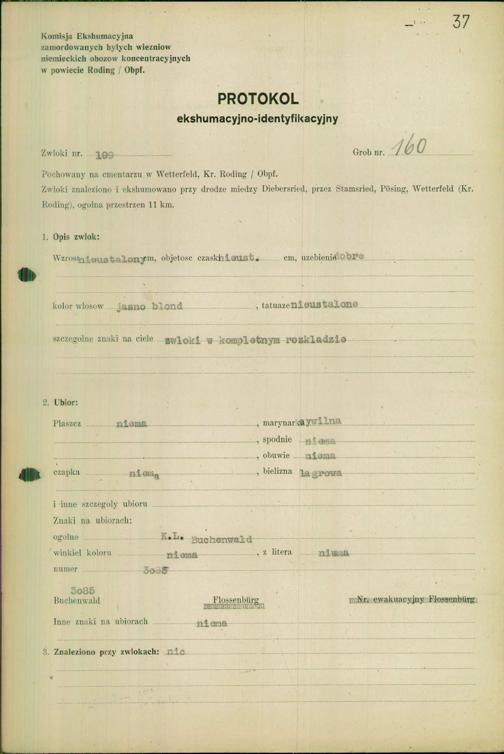 37
Komisja Ekshumacyjna
zamordowanych byłych wiezniow
niemieckich obozow koncentracyjnych
w powiecie Roding / Obpf.
PROTOKOL
ekshumacyjno-identyfikacyjny
Zwloki nr. 199 Grob nr. 160
Pochowany na cmentarzu w Wetterfeld, Kr. Roding / Obpf.
Zwloki znaleziono i ekshumowano przy drodze miedzy Diebersried, przez Stamsried, Pösing, Wetterfeld (Kr.
Roding), ogolna przestrzen 11 km.
1. Opis zwlok:
Wzrost nieustalony cm, objetosc czaski nieust. cm, uzebienie dobre
kolor wlosow jasno blond , tatuaze nieustalone
szczegolne znaki na ciele zwloki w kompletnym rozkladzie
2. Ubior:
Plaszcz niema , marynarka cywilna
, spodnie niema
, obuwie niema
czapka niema , bielizna lagrowa
i inne szczegoly ubioru
Znaki na ubiorach:
ogolne K.L. Buchenwald
winkiel koloru niema , z litera niema
numer 3085
3085
Buchenwald Flossenbürg Nr. ewakuacyjny Flossenbürg
Inne znaki na ubiorach niema
3. Znaleziono przy zwlokach: nic